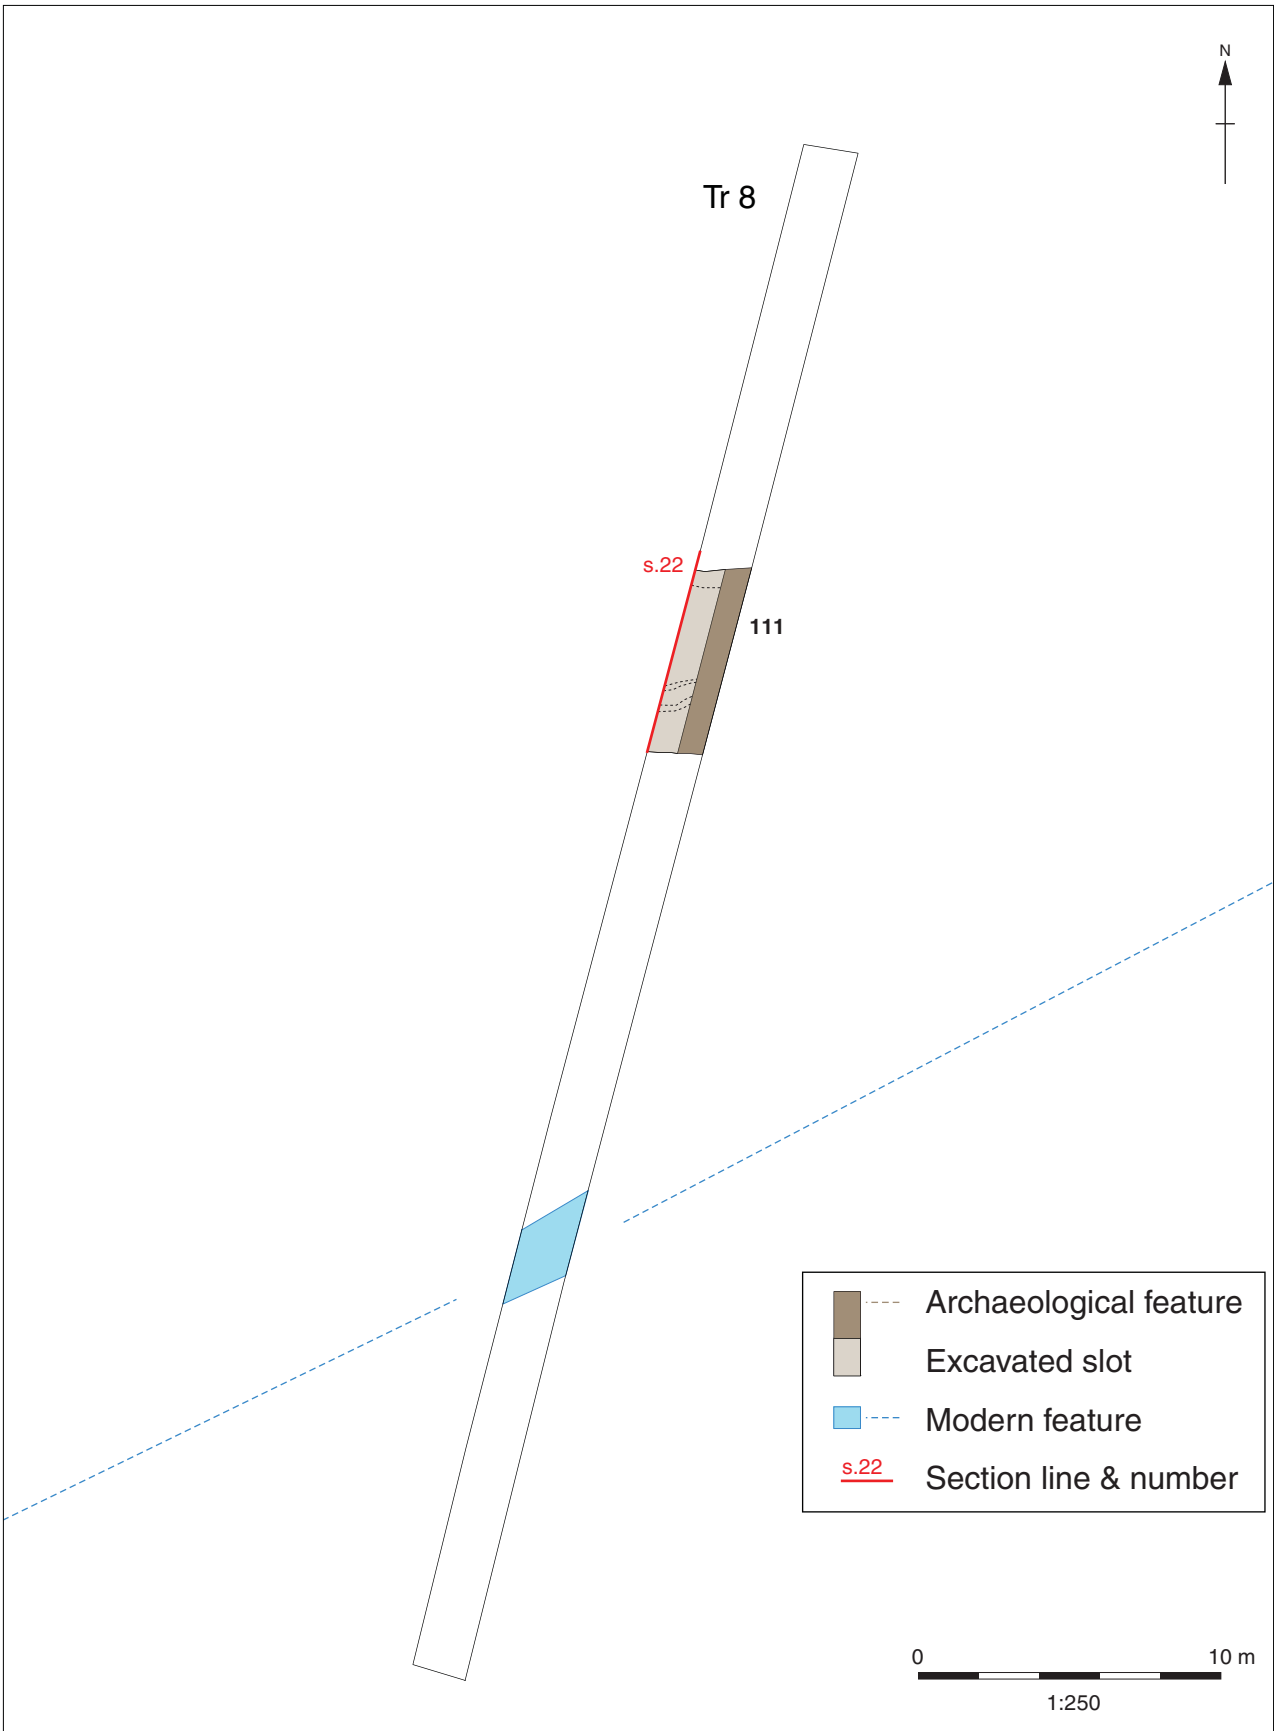 N
Tr 8
s.22
111
Archaeological feature
Excavated slot
Modern feature
s.22 Section line & number
0 10 m
1:250